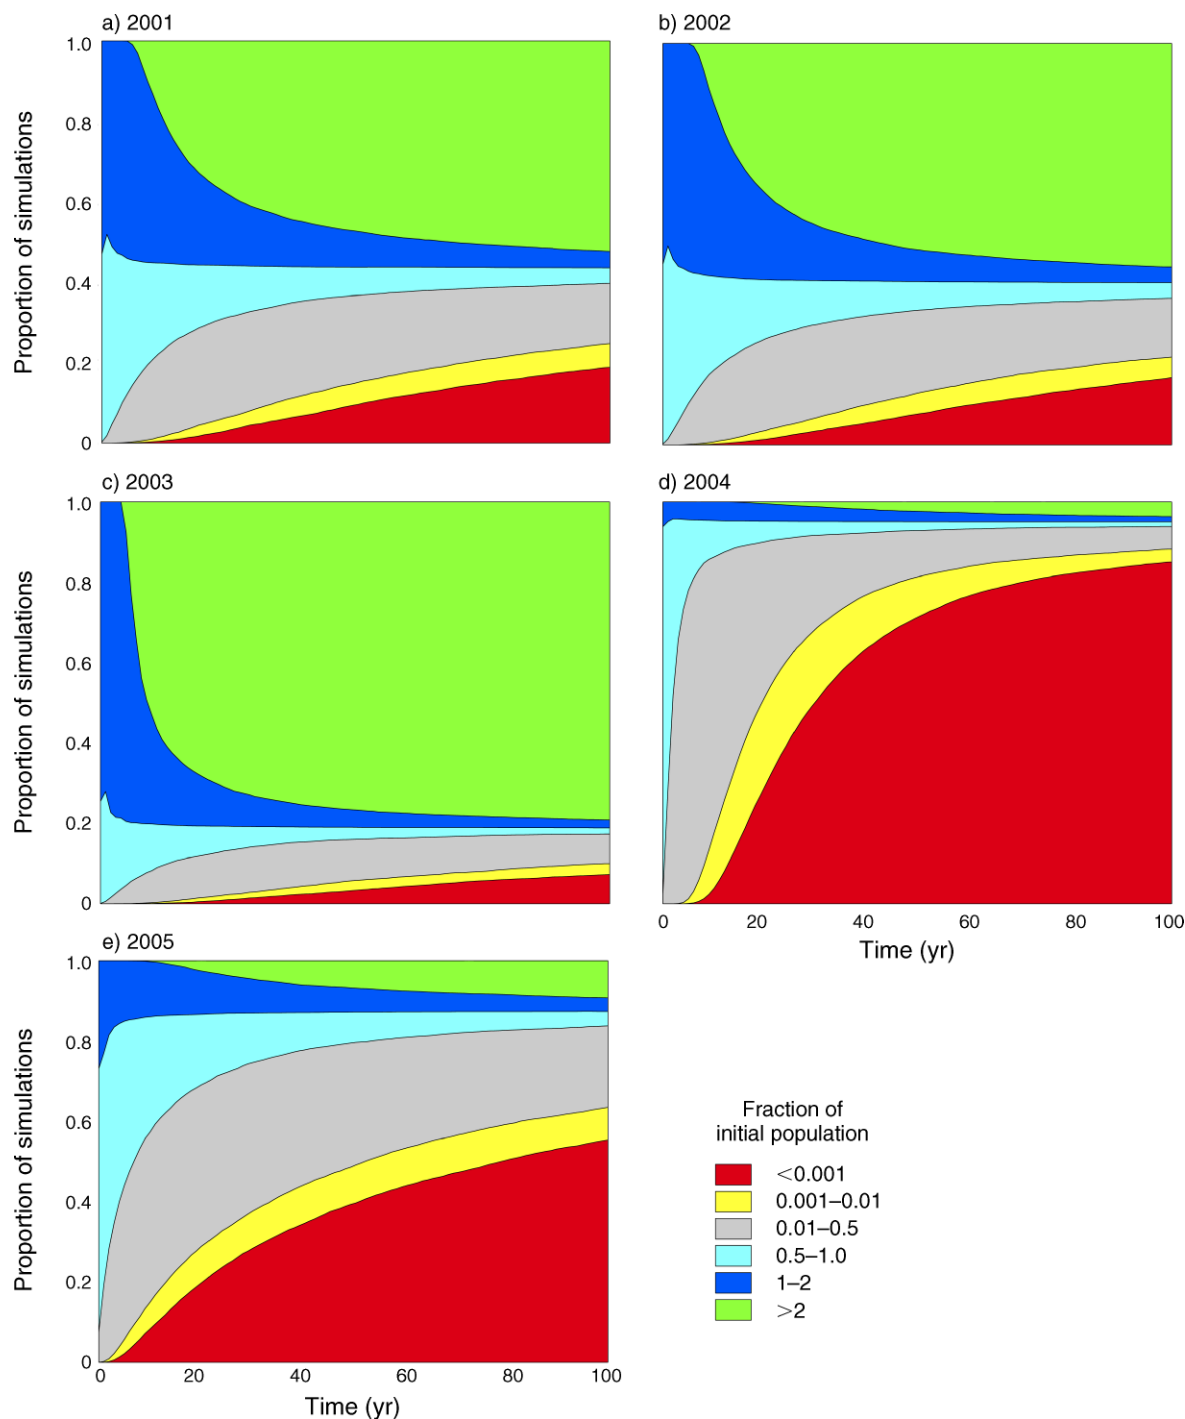 a) 2001
1.0
0.8
0.6
0.4
0.2
0
Proportion of simulations
b) 2002
c) 2003
1.0
0.8
0.6
0.4
0.2
0
Proportion of simulations
d) 2004
0 20 40 60 80 100
Time (yr)
e) 2005
1.0
0.8
0.6
0.4
0.2
0
Proportion of simulations
0 20 40 60 80 100
Time (yr)
Fraction of
initial population
<0.001
0.001–0.01
0.01–0.5
0.5–1.0
1–2
>2